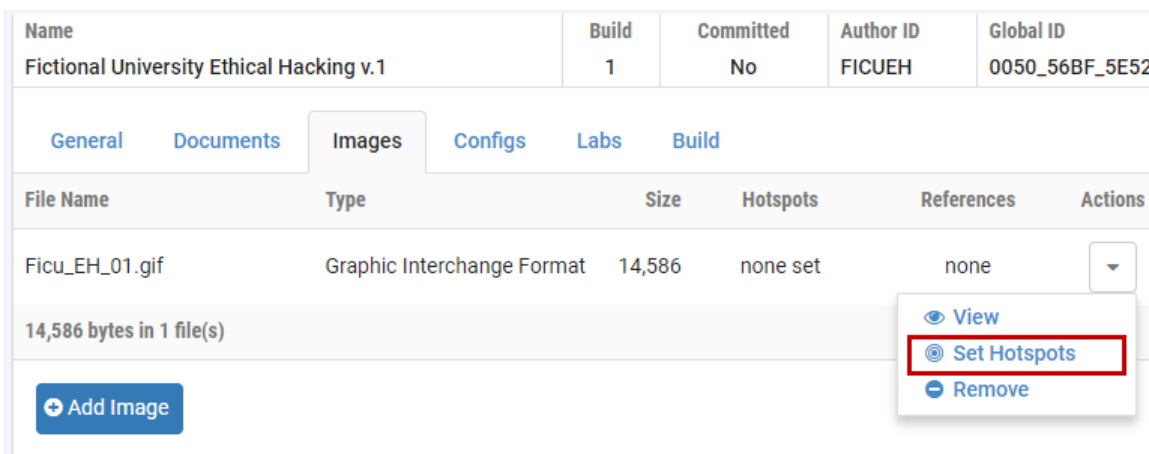 Name Build Committed Author ID Global ID
Fictional University Ethical Hacking v.1 1 No FICUEH 0050_56BF_5E52
General Documents Images Configs Labs Build
File Name Type Size Hotspots References Actions
Ficu_EH_01.gif Graphic Interchange Format 14,586 none set none
14,586 bytes in 1 file(s)
View
Set Hotspots
Remove
Add Image